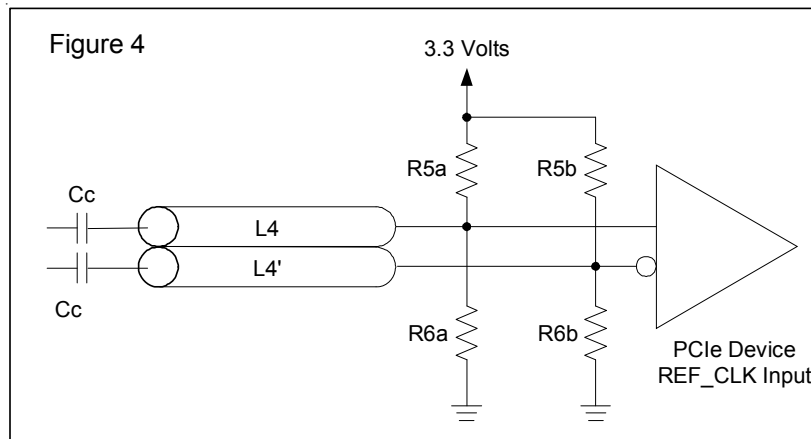 Figure 4
3.3 Volts
R5a
R5b
Cc
L4
L4'
Cc
R6a
R6b
PCIe Device
REF_CLK Input